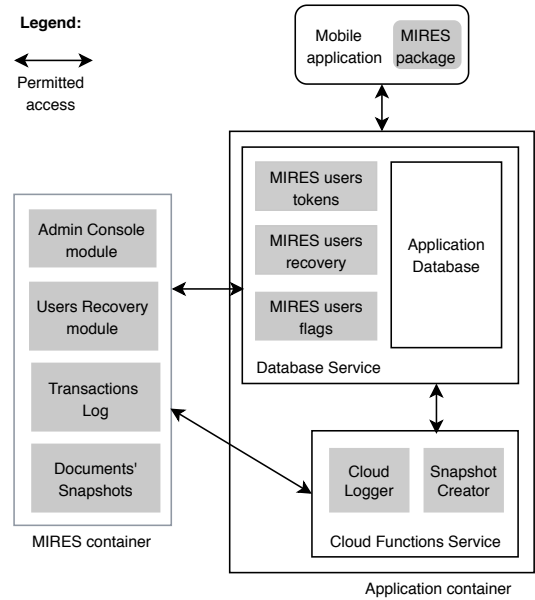 Legend:
Permitted
access
Mobile
application
MIRES
package
Admin Console
module
Users Recovery
module
Transactions
Log
Documents'
Snapshots
MIRES container
MIRES users
tokens
MIRES users
recovery
MIRES users
flags
Application
Database
Database Service
Cloud
Logger
Snapshot
Creator
Cloud Functions Service
Application container